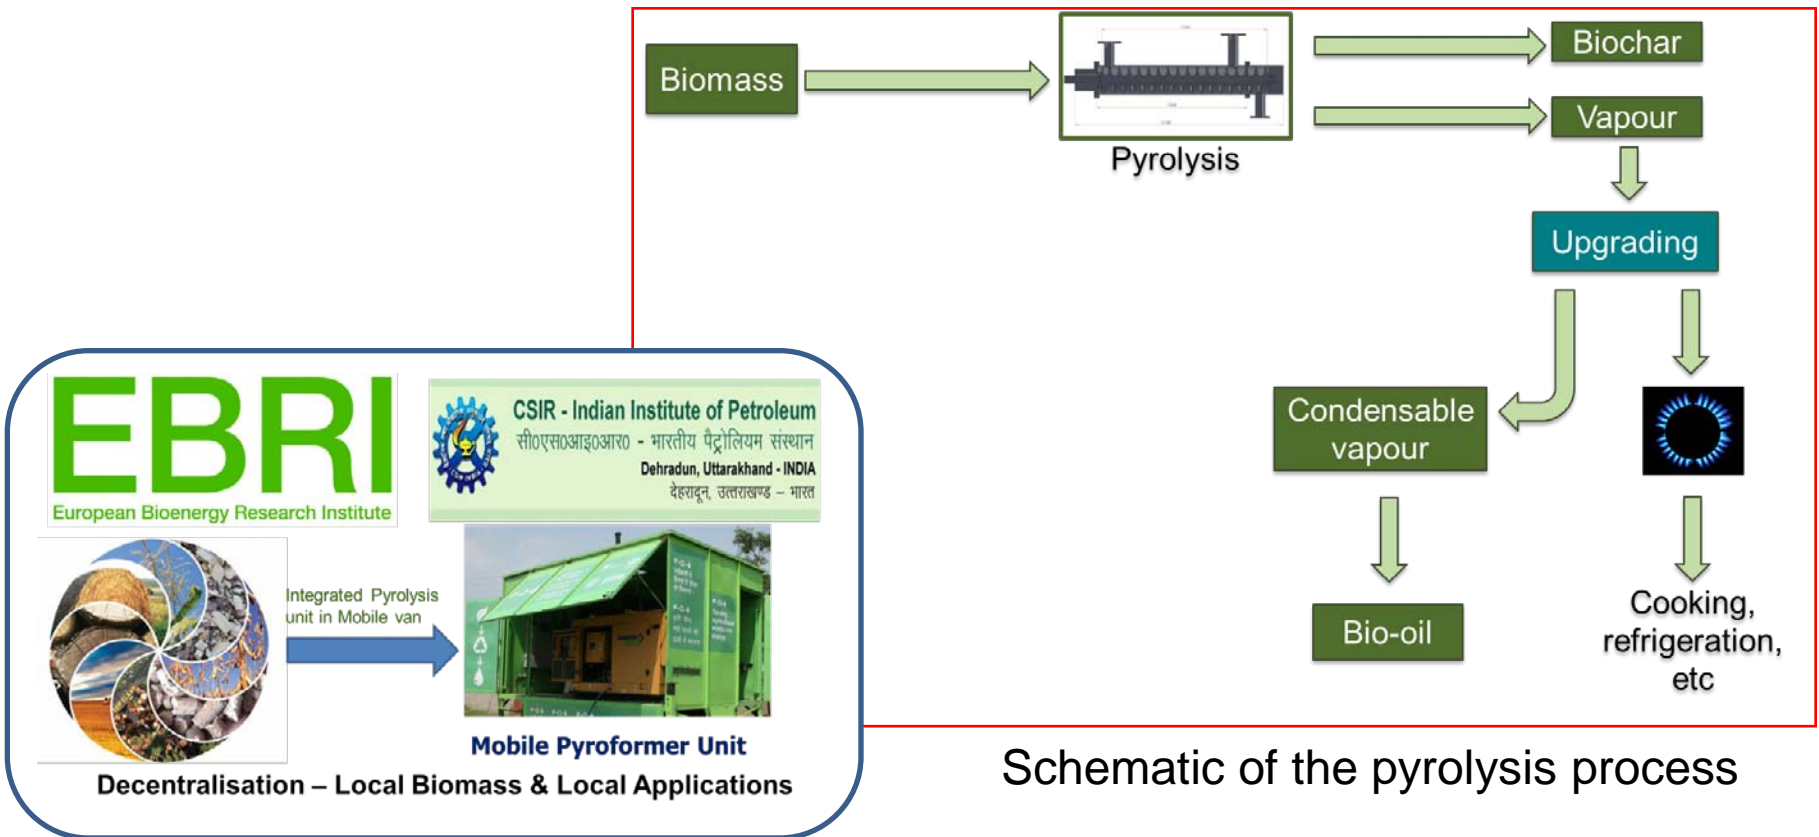 Biomass
Pyrolysis
Biochar
Vapour
Upgrading
Condensable
vapour
Bio-oil
Cooking,
refrigeration,
etc
EBRI
European Bioenergy Research Institute
CSIR - Indian Institute of Petroleum
सी०एस०आइ०आर० - भारतीय पैट्रोलियम संस्थान
Dehradun, Uttarakhand - INDIA
देहरादून, उत्तराखण्ड – भारत
Integrated Pyrolysis
unit in Mobile van
Mobile Pyroformer Unit
Decentralisation – Local Biomass & Local Applications
Schematic of the pyrolysis process